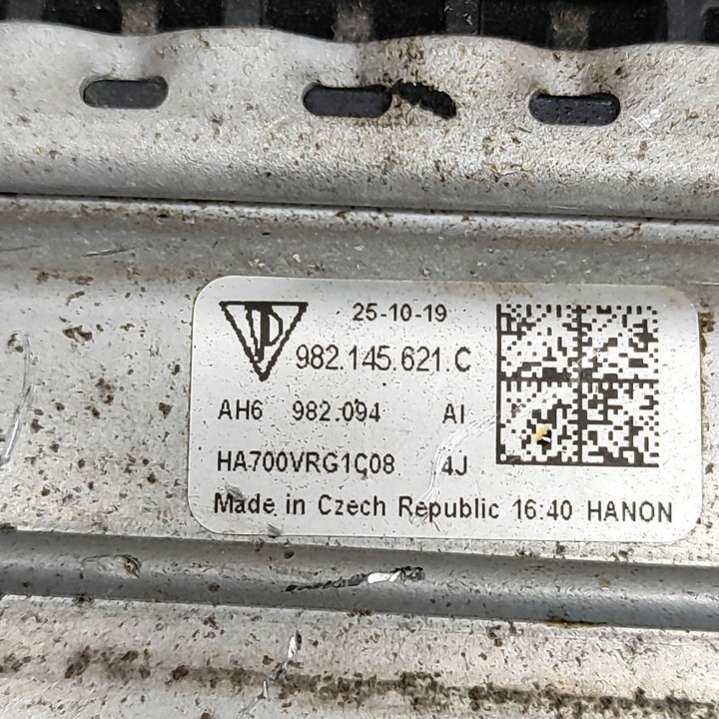 25-10-19
982.145.621.C
AH6 982.094 AI
HA700VRG1C08 4J
Made in Czech Republic 16:40 HANON